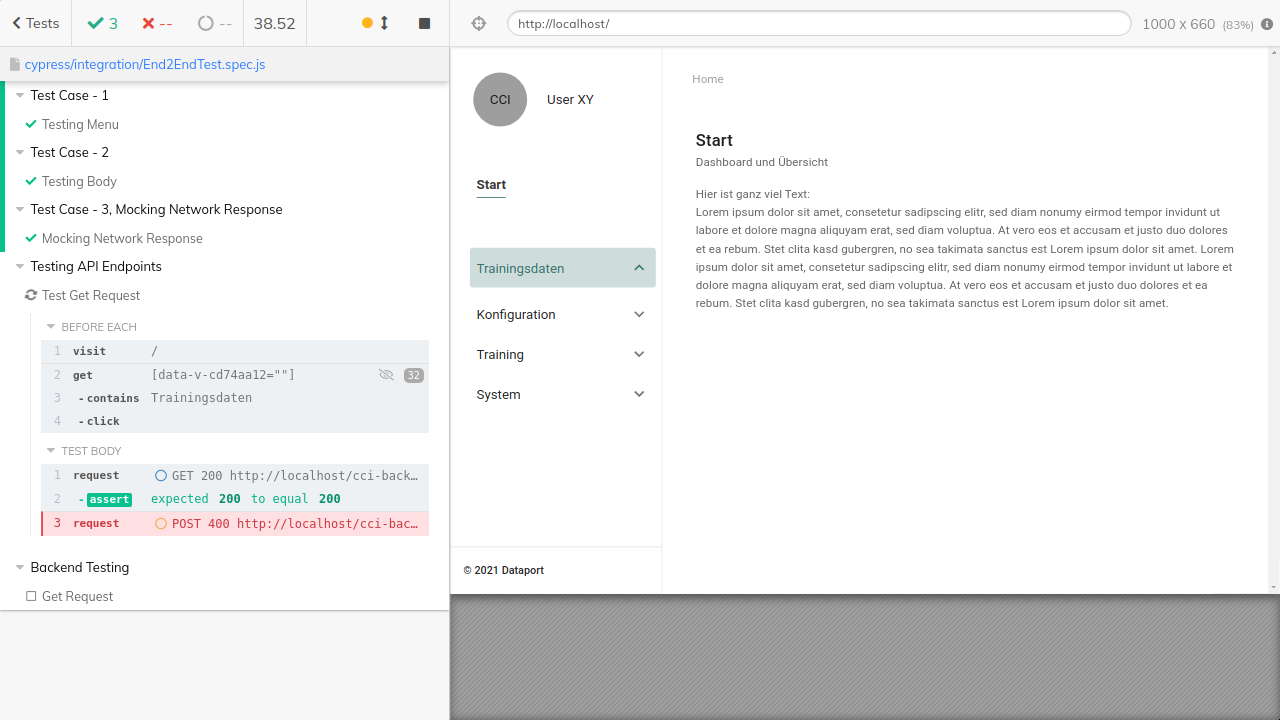 Tests
3
--
--
38.52
cypress/integration/End2EndTest.spec.js
Test Case - 1
Testing Menu
Test Case - 2
Testing Body
Test Case - 3, Mocking Network Response
Mocking Network Response
Testing API Endpoints
Test Get Request
BEFORE EACH
1 visit /
2 get [data-v-cd74aa12=""] 32
3 -contains Trainingsdaten
4 -click
TEST BODY
1 request GET 200 http://localhost/cci-back…
2 -assert expected 200 to equal 200
3 request POST 400 http://localhost/cci-bac…
Backend Testing
Get Request
http://localhost/
1000 x 660 (83%)
CCI
User XY
Start
Trainingsdaten
Konfiguration
Training
System
© 2021 Dataport
Home
Start
Dashboard und Übersicht
Hier ist ganz viel Text:
Lorem ipsum dolor sit amet, consetetur sadipscing elitr, sed diam nonumy eirmod tempor invidunt ut
labore et dolore magna aliquyam erat, sed diam voluptua. At vero eos et accusam et justo duo dolores
et ea rebum. Stet clita kasd gubergren, no sea takimata sanctus est Lorem ipsum dolor sit amet. Lorem
ipsum dolor sit amet, consetetur sadipscing elitr, sed diam nonumy eirmod tempor invidunt ut labore et
dolore magna aliquyam erat, sed diam voluptua. At vero eos et accusam et justo duo dolores et ea
rebum. Stet clita kasd gubergren, no sea takimata sanctus est Lorem ipsum dolor sit amet.